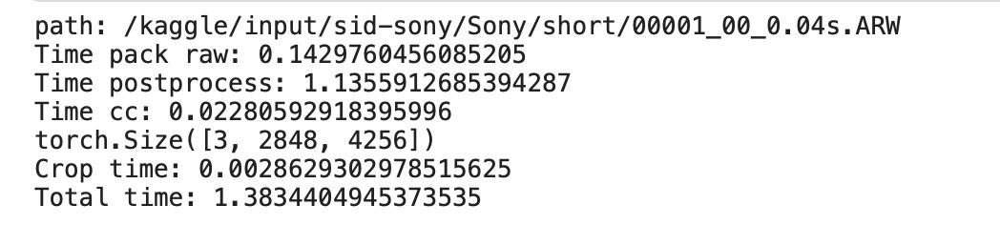 path: /kaggle/input/sid-sony/Sony/short/00001_00_0.04s.ARW
Time pack raw: 0.1429760456085205
Time postprocess: 1.1355912685394287
Time cc: 0.02280592918395996
torch.Size([3, 2848, 4256])
Crop time: 0.0028629302978515625
Total time: 1.3834404945373535